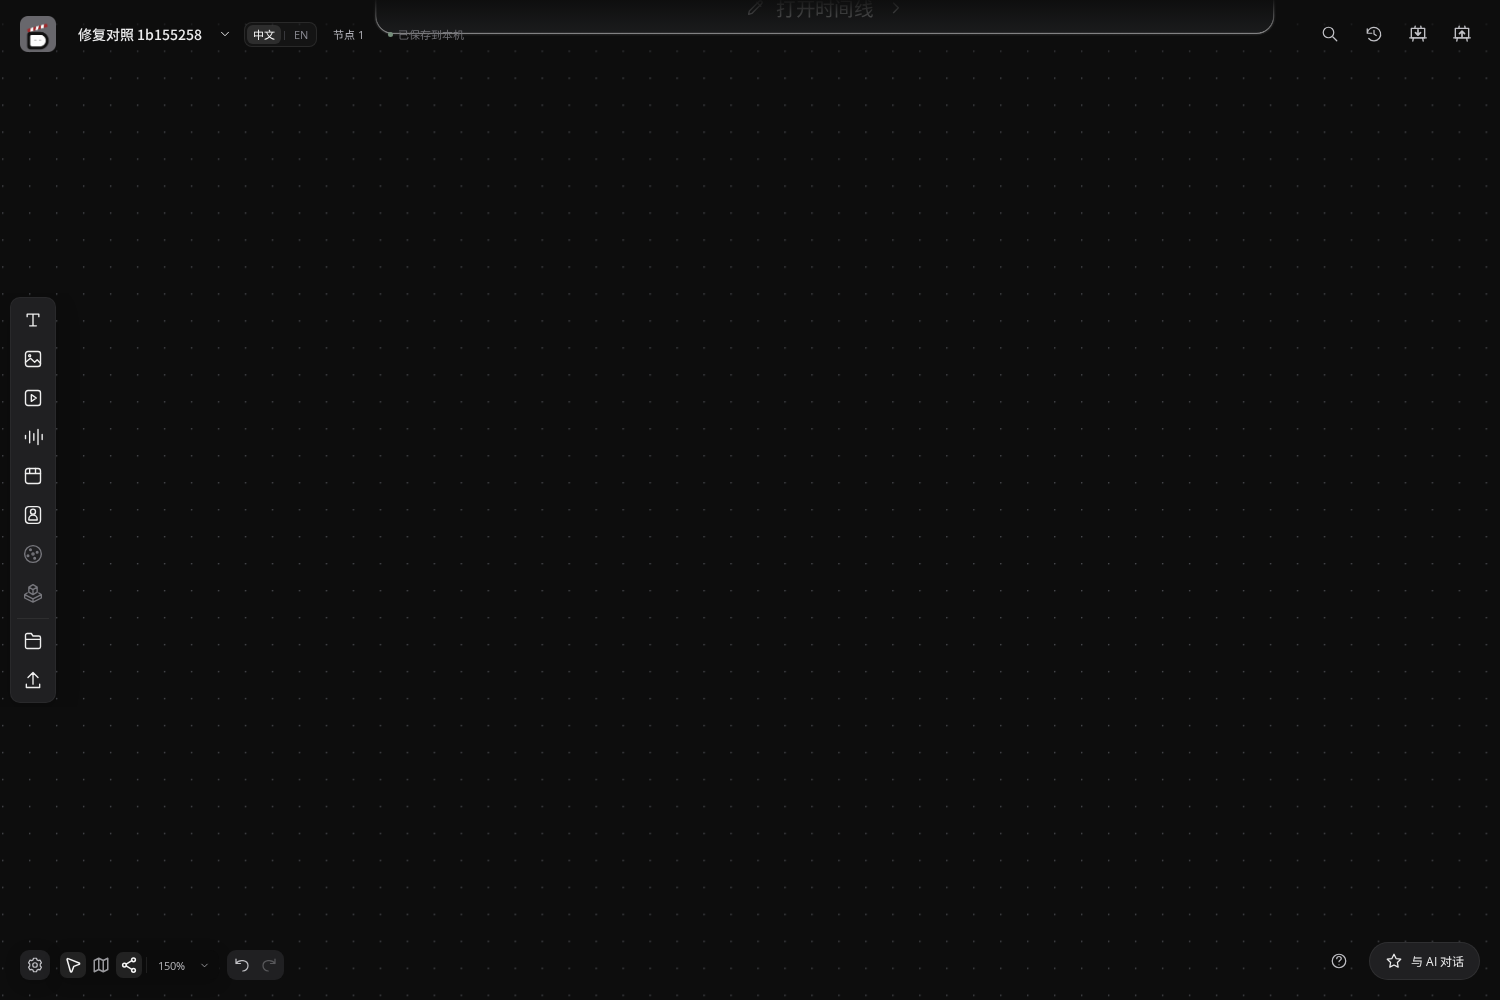 打开时间线
修复对照 1b155258
中文 | EN
节点 1
已保存到本机
150%
与 AI 对话